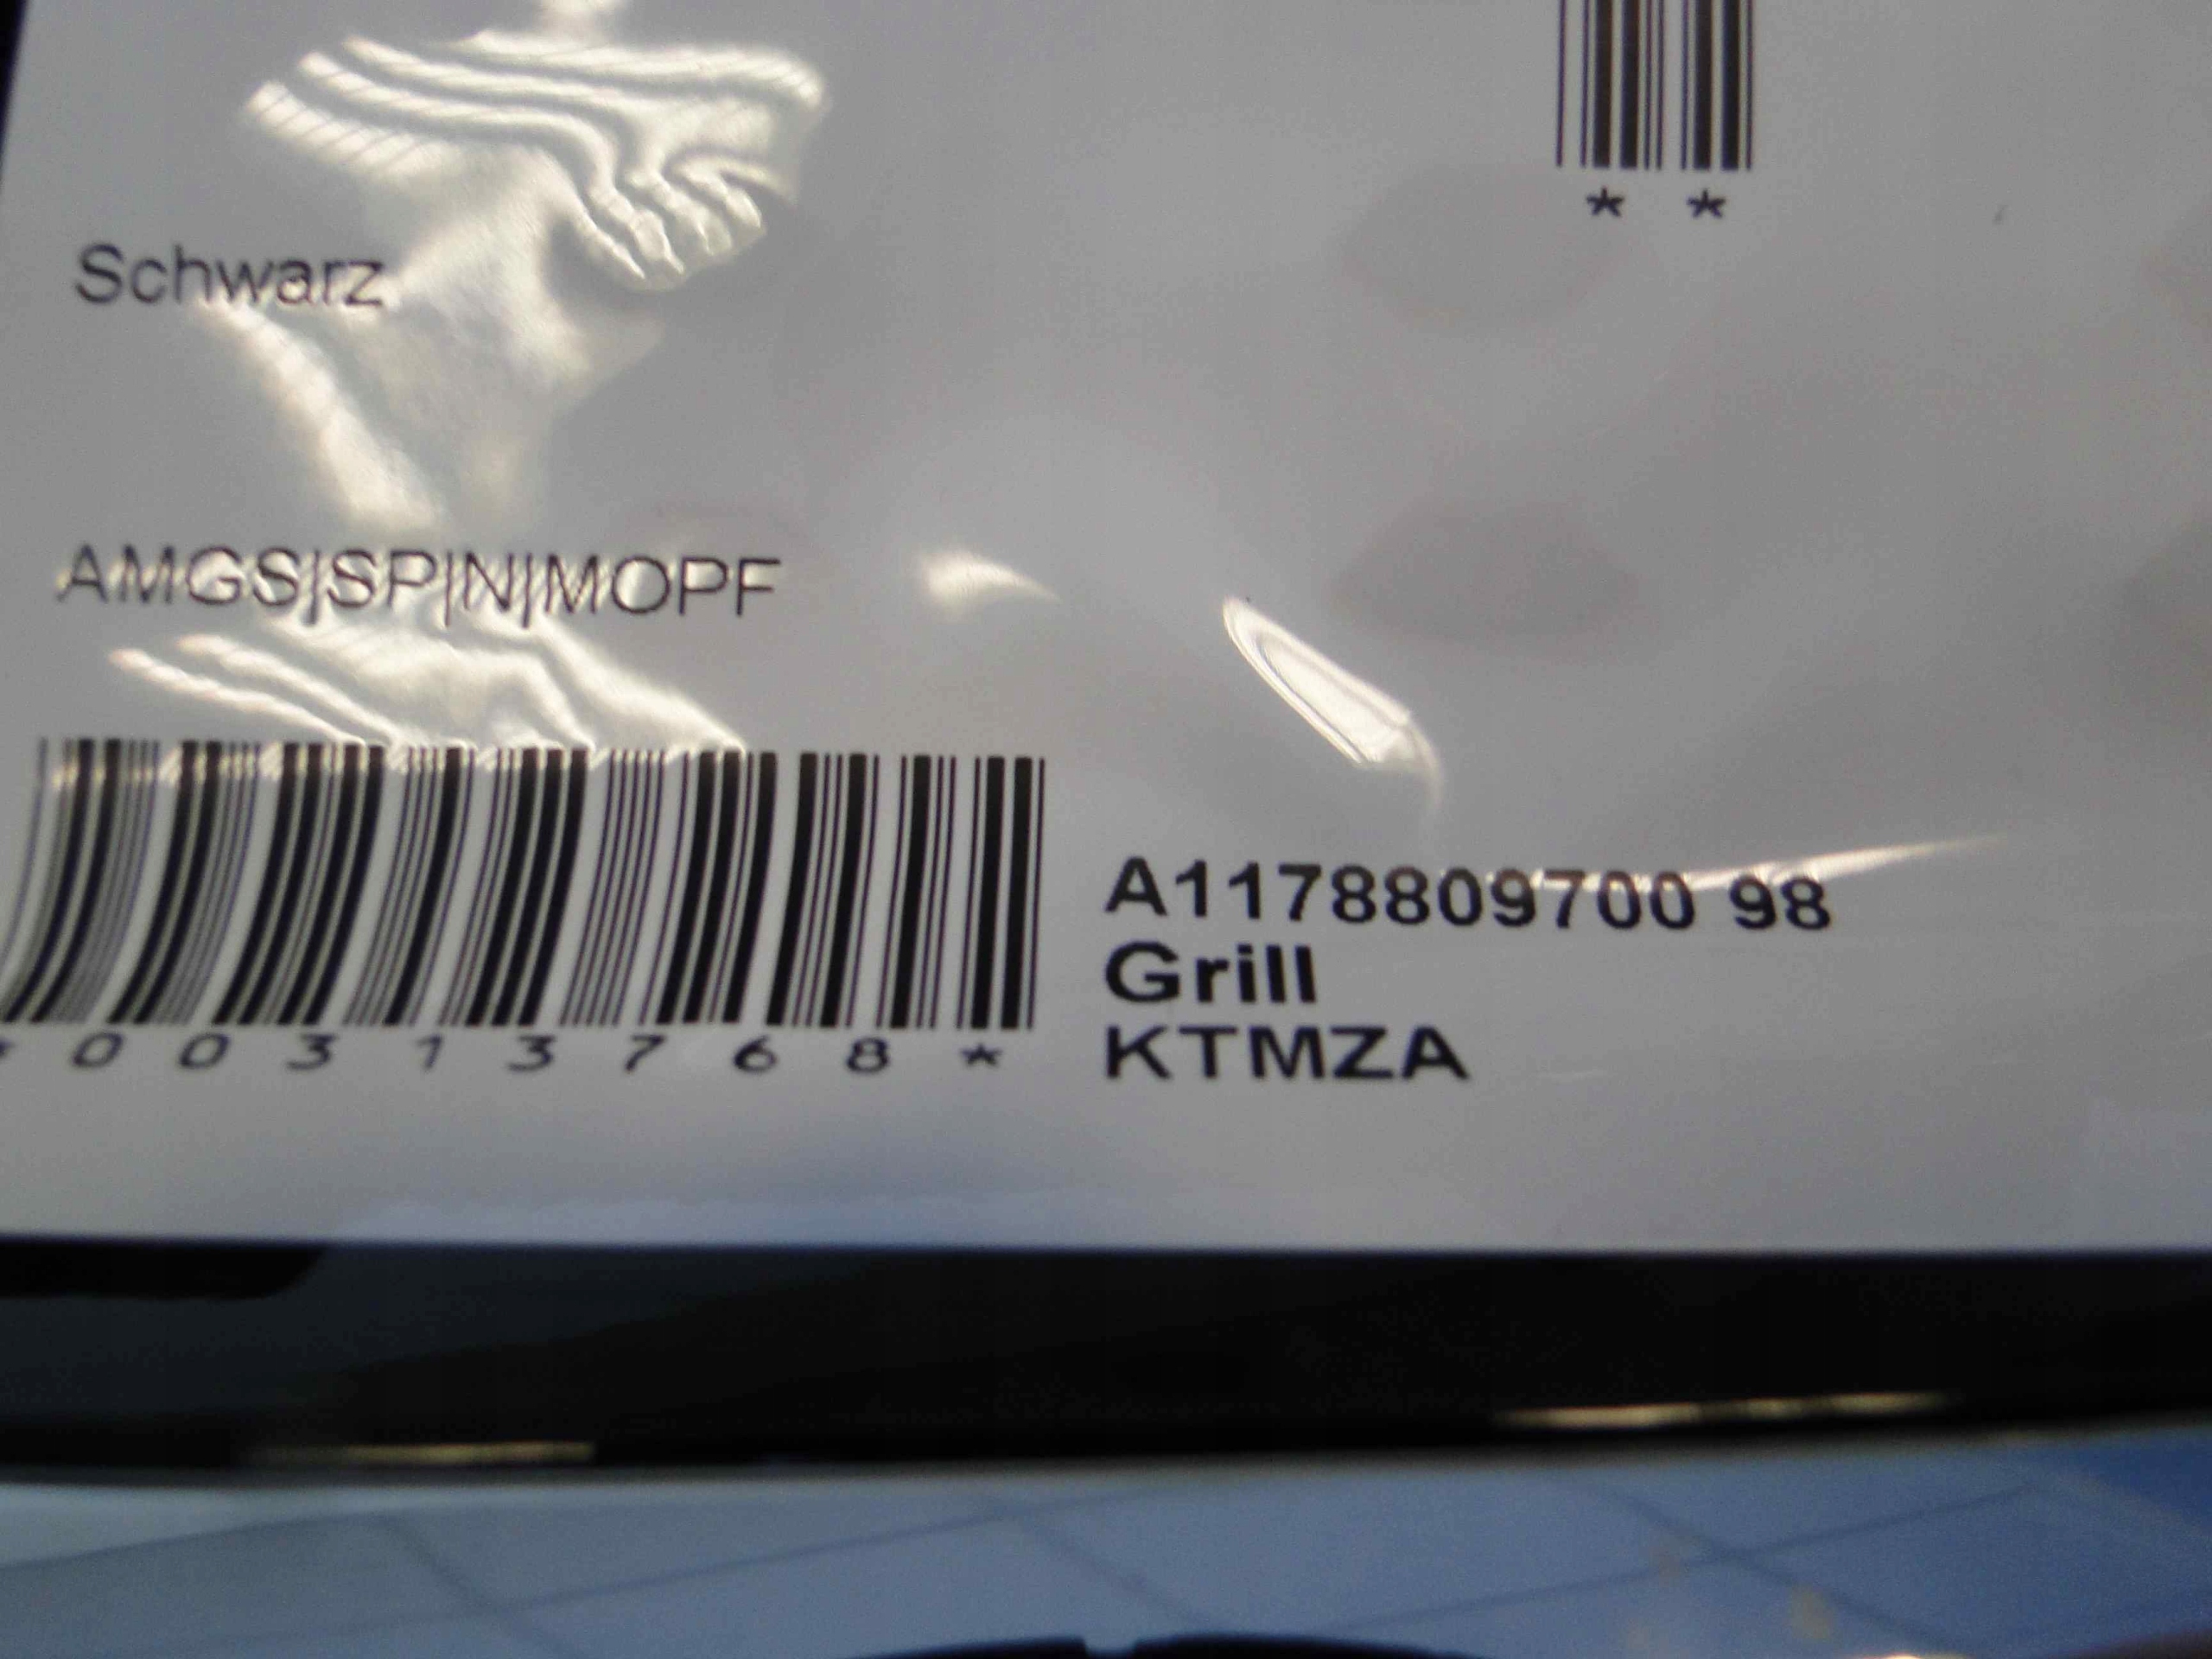 * *
Schwarz
AMGS|SP|N|MOPF
*00313768*
A1178809700 98
Grill
KTMZA